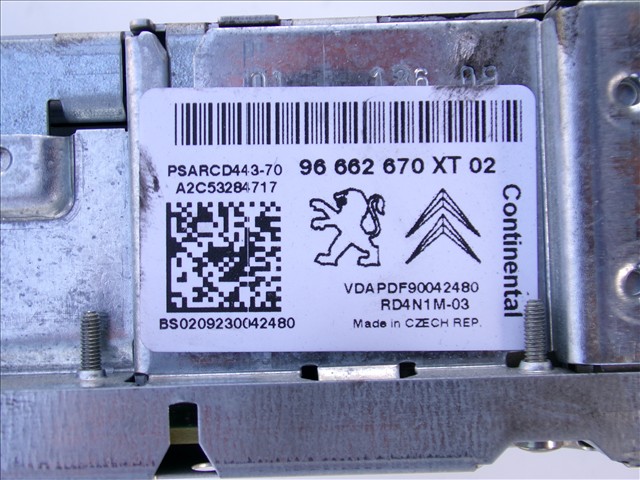 PSARCD443-70 96 662 670 XT 02
A2C53284717
Continental
VDAPDF90042480
RD4N1M-03
BS0209230042480 Made in CZECH REP.